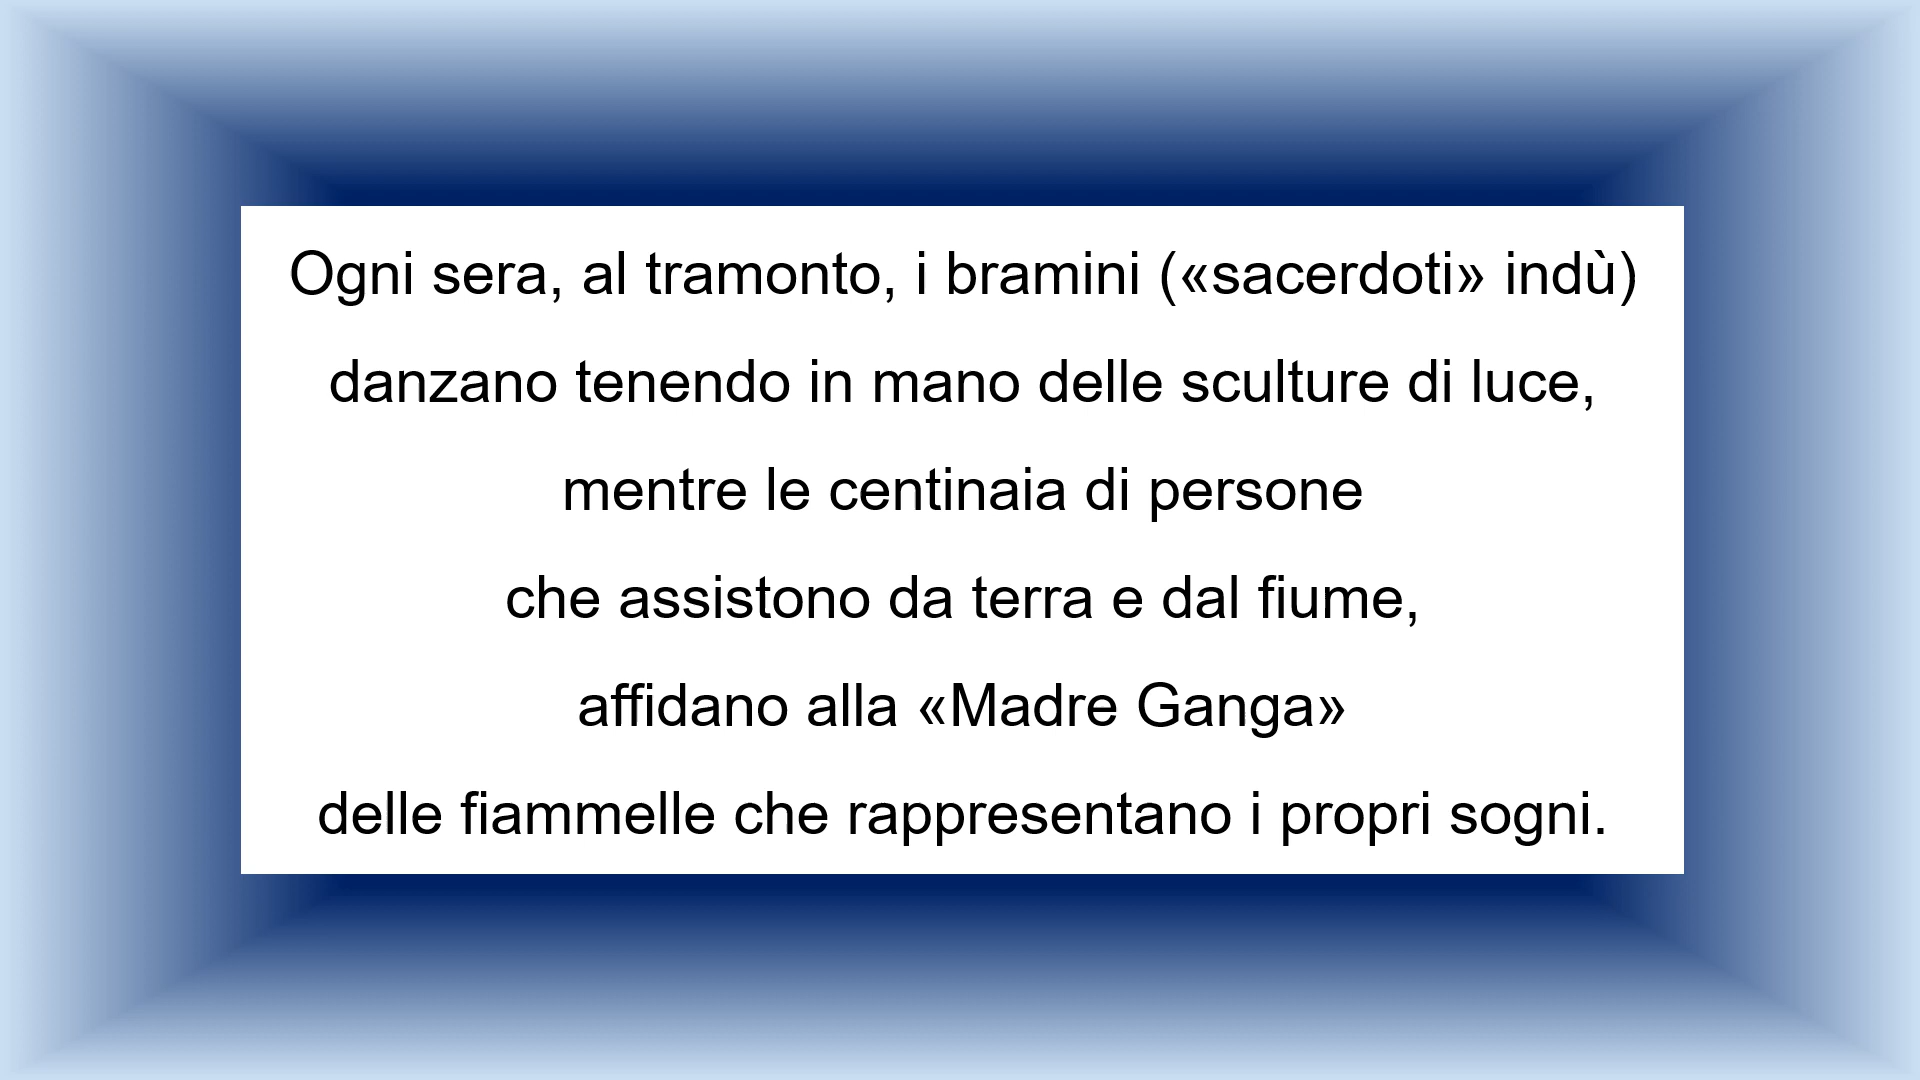 Ogni sera, al tramonto, i bramini («sacerdoti» indù)
danzano tenendo in mano delle sculture di luce,
mentre le centinaia di persone
che assistono da terra e dal fiume,
affidano alla «Madre Ganga»
delle fiammelle che rappresentano i propri sogni.